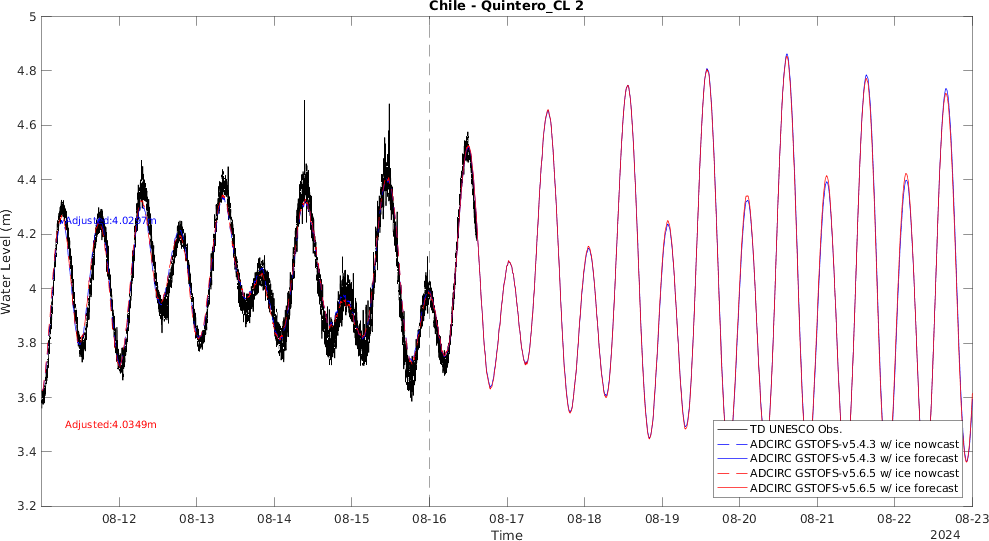 Chile - Quintero_CL 2
5
4.8
4.6
4.4
4.2
4
3.8
3.6
3.4
3.2
Water Level (m)
Adjusted:4.0207m
Adjusted:4.0349m
TD UNESCO Obs.
ADCIRC GSTOFS-v5.4.3 w/ ice nowcast
ADCIRC GSTOFS-v5.4.3 w/ ice forecast
ADCIRC GSTOFS-v5.6.5 w/ ice nowcast
ADCIRC GSTOFS-v5.6.5 w/ ice forecast
08-12 08-13 08-14 08-15 08-16 08-17 08-18 08-19 08-20 08-21 08-22 08-23
Time
2024